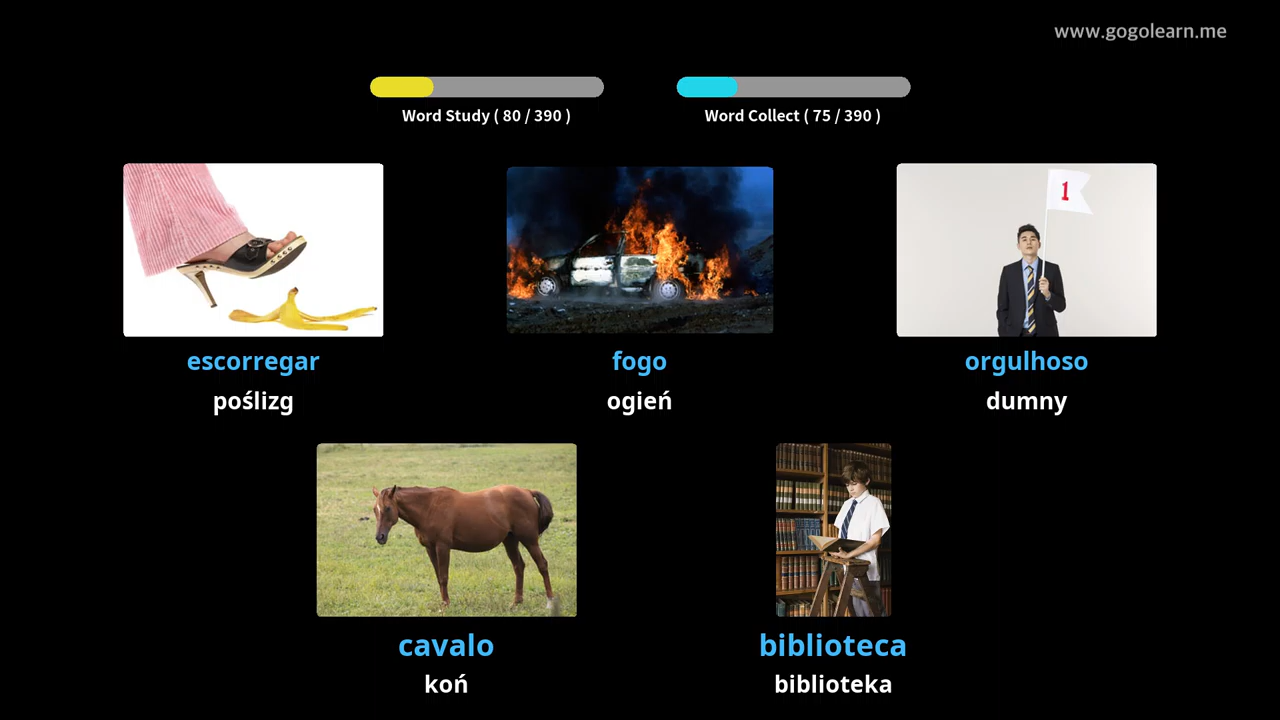 www.gogolearn.me
Word Study ( 80 / 390 )
Word Collect ( 75 / 390 )
escorregar
poślizg
fogo
ogień
1
orgulhoso
dumny
cavalo
koń
biblioteca
biblioteka